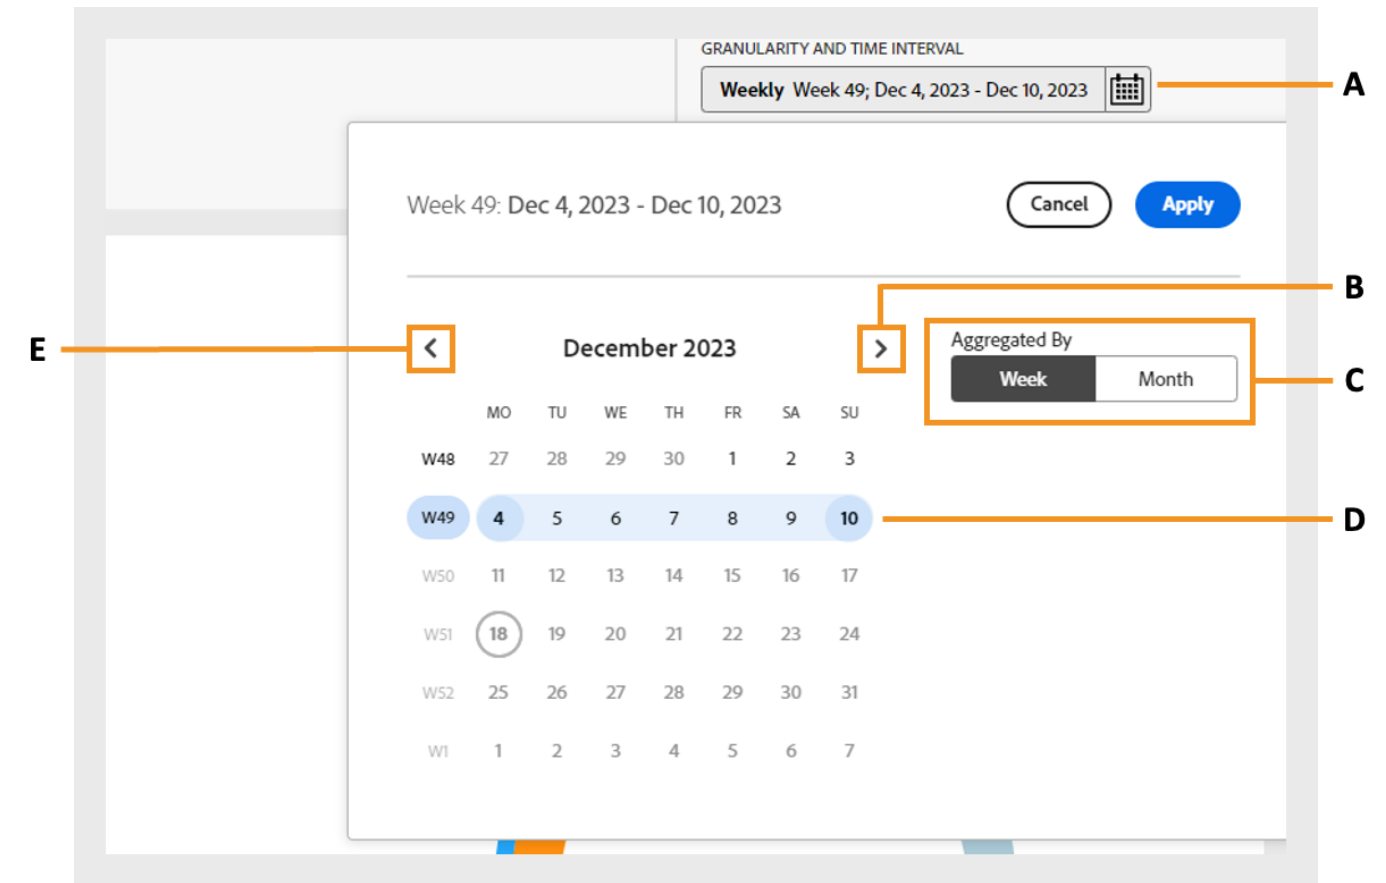 GRANULARITY AND TIME INTERVAL
Weekly Week 49; Dec 4, 2023 - Dec 10, 2023
A
Week 49: Dec 4, 2023 - Dec 10, 2023
Cancel
Apply
B
E
December 2023
Aggregated By
Week Month
C
MO TU WE TH FR SA SU
W48 27 28 29 30 1 2 3
W49 4 5 6 7 8 9 10
D
W50 11 12 13 14 15 16 17
W51 18 19 20 21 22 23 24
W52 25 26 27 28 29 30 31
W1 1 2 3 4 5 6 7